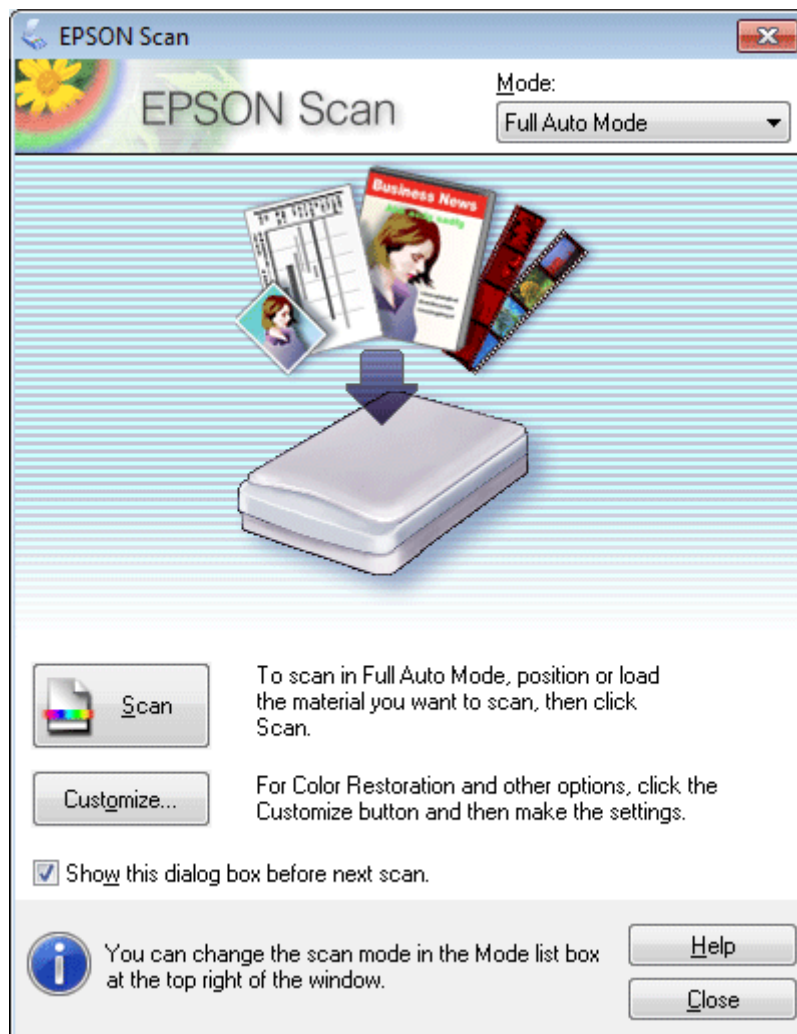 EPSON Scan
EPSON Scan
Mode:
Full Auto Mode
Business News
Scan
To scan in Full Auto Mode, position or load
the material you want to scan, then click
Scan.
Customize...
For Color Restoration and other options, click the
Customize button and then make the settings.
Show this dialog box before next scan.
You can change the scan mode in the Mode list box
at the top right of the window.
Help
Close